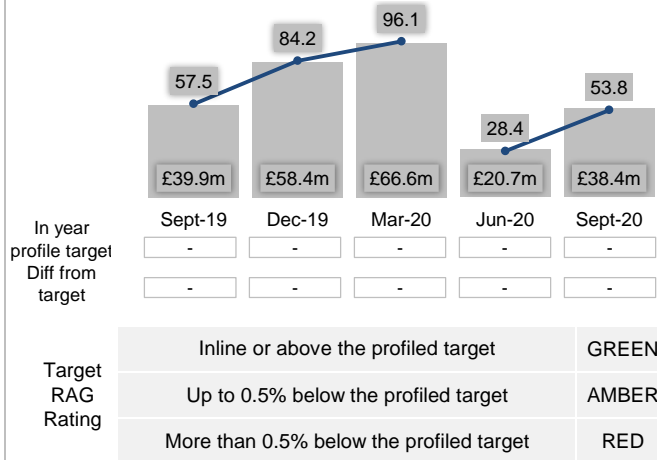 96.1
84.2
57.5
53.8
28.4
£39.9m £58.4m £66.6m £20.7m £38.4m
Sept-19 Dec-19 Mar-20 Jun-20 Sept-20
In year
profile target
- - - - -
Diff from
target
- - - - -
Target
RAG
Rating
Inline or above the profiled target GREEN
Up to 0.5% below the profiled target AMBER
More than 0.5% below the profiled target RED